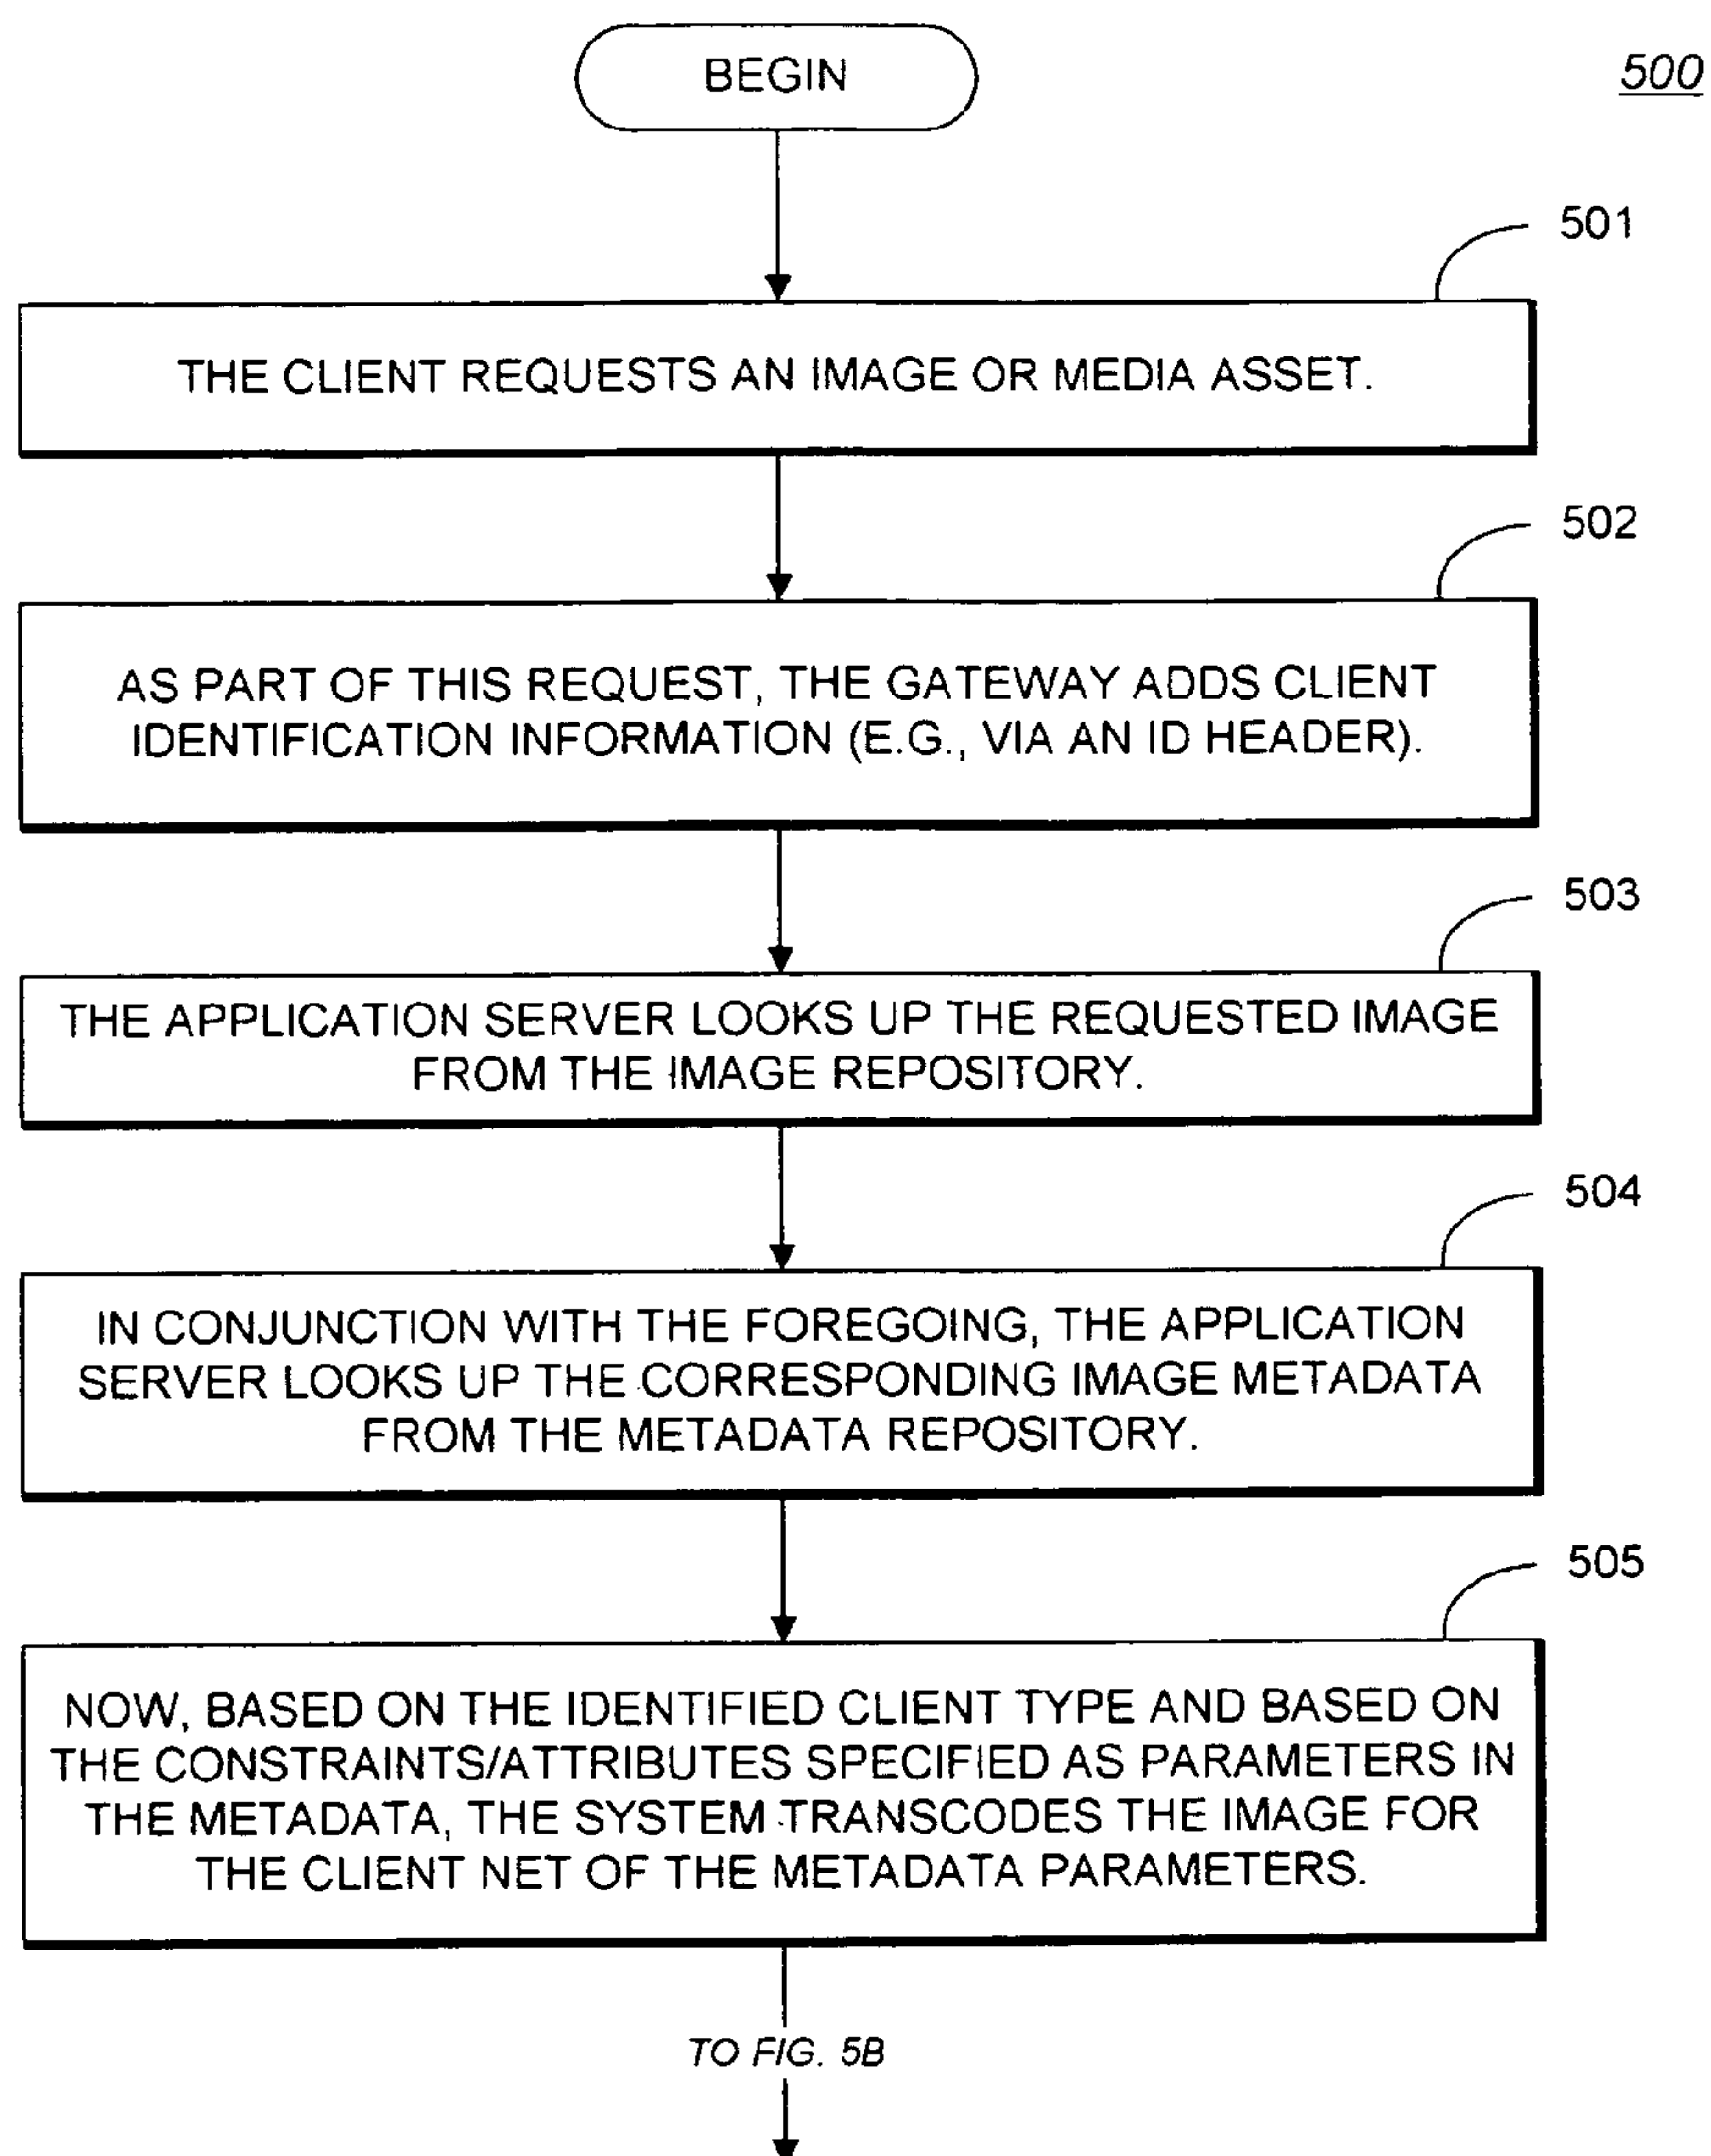 BEGIN
500
501
THE CLIENT REQUESTS AN IMAGE OR MEDIA ASSET.
502
AS PART OF THIS REQUEST, THE GATEWAY ADDS CLIENT
IDENTIFICATION INFORMATION (E.G., VIA AN ID HEADER).
503
THE APPLICATION SERVER LOOKS UP THE REQUESTED IMAGE
FROM THE IMAGE REPOSITORY.
504
IN CONJUNCTION WITH THE FOREGOING, THE APPLICATION
SERVER LOOKS UP THE CORRESPONDING IMAGE METADATA
FROM THE METADATA REPOSITORY.
505
NOW, BASED ON THE IDENTIFIED CLIENT TYPE AND BASED ON
THE CONSTRAINTS/ATTRIBUTES SPECIFIED AS PARAMETERS IN
THE METADATA, THE SYSTEM TRANSCODES THE IMAGE FOR
THE CLIENT NET OF THE METADATA PARAMETERS.
TO FIG. 5B